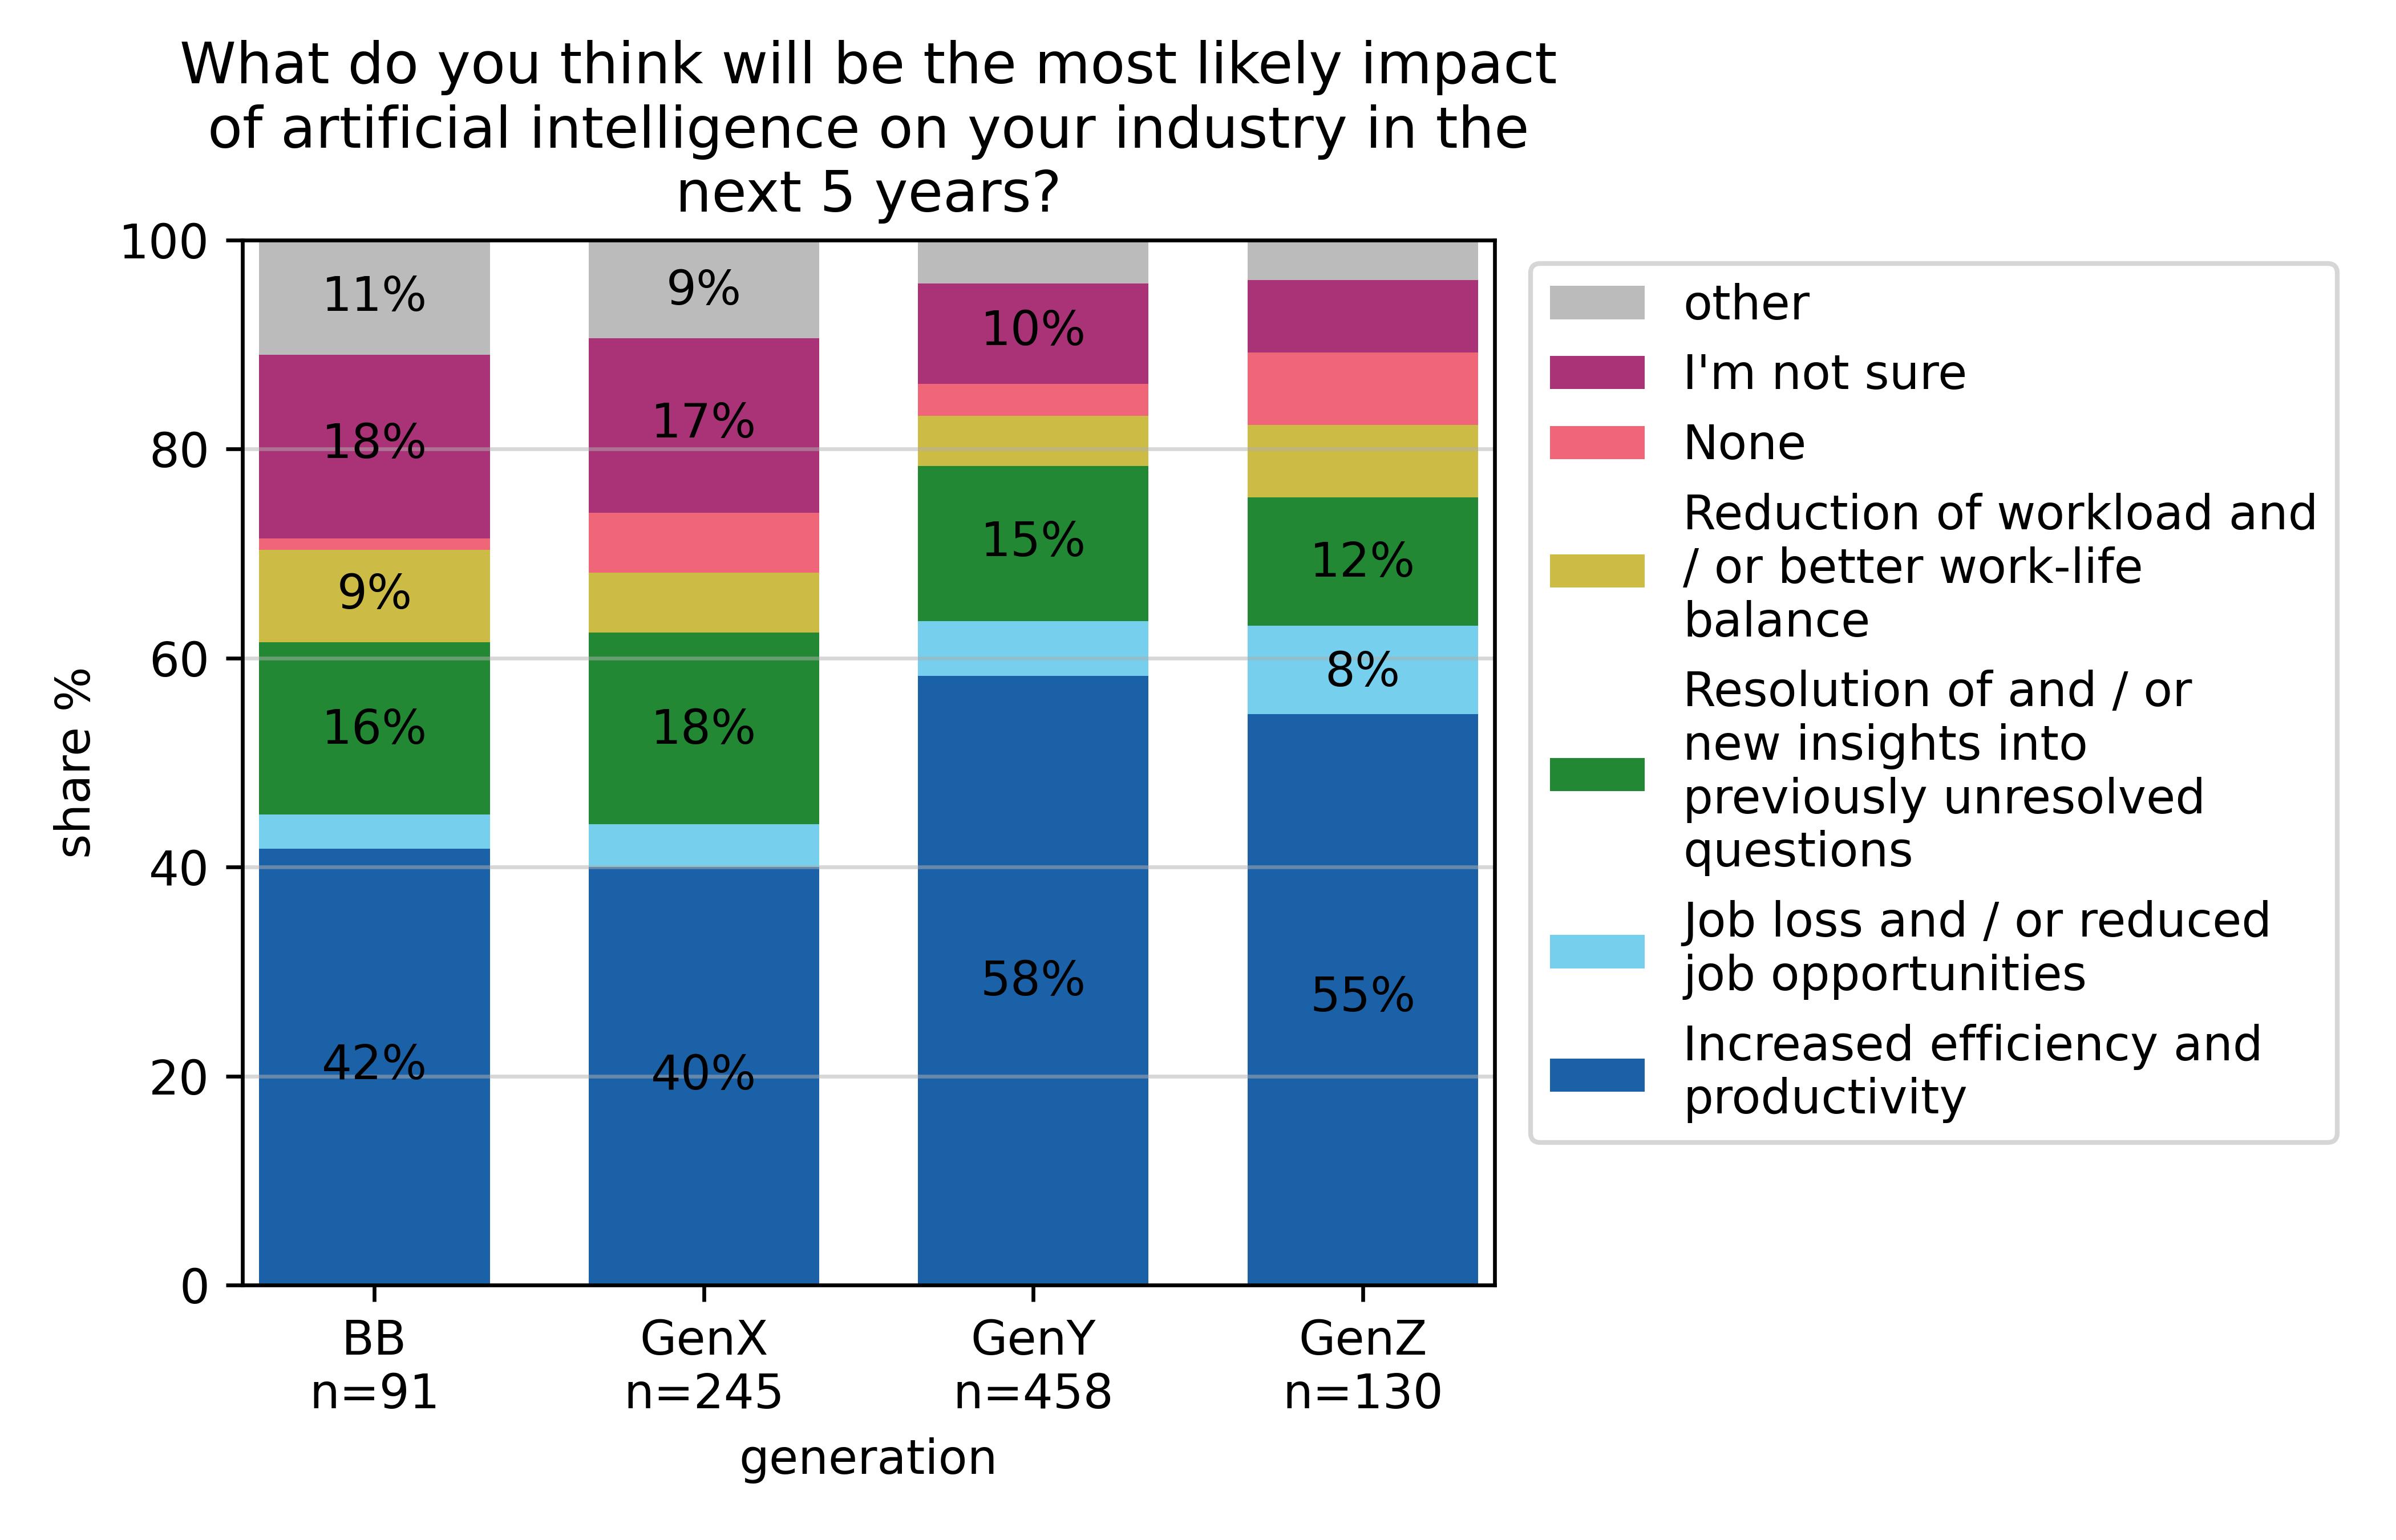 What do you think will be the most likely impact
of artificial intelligence on your industry in the
next 5 years?
100
80
60
40
20
0
share %
11%
18%
9%
16%
42%
9%
17%
18%
40%
10%
15%
58%
12%
8%
55%
BB
n=91
GenX
n=245
GenY
n=458
GenZ
n=130
generation
other
I'm not sure
None
Reduction of workload and
/ or better work-life
balance
Resolution of and / or
new insights into
previously unresolved
questions
Job loss and / or reduced
job opportunities
Increased efficiency and
productivity